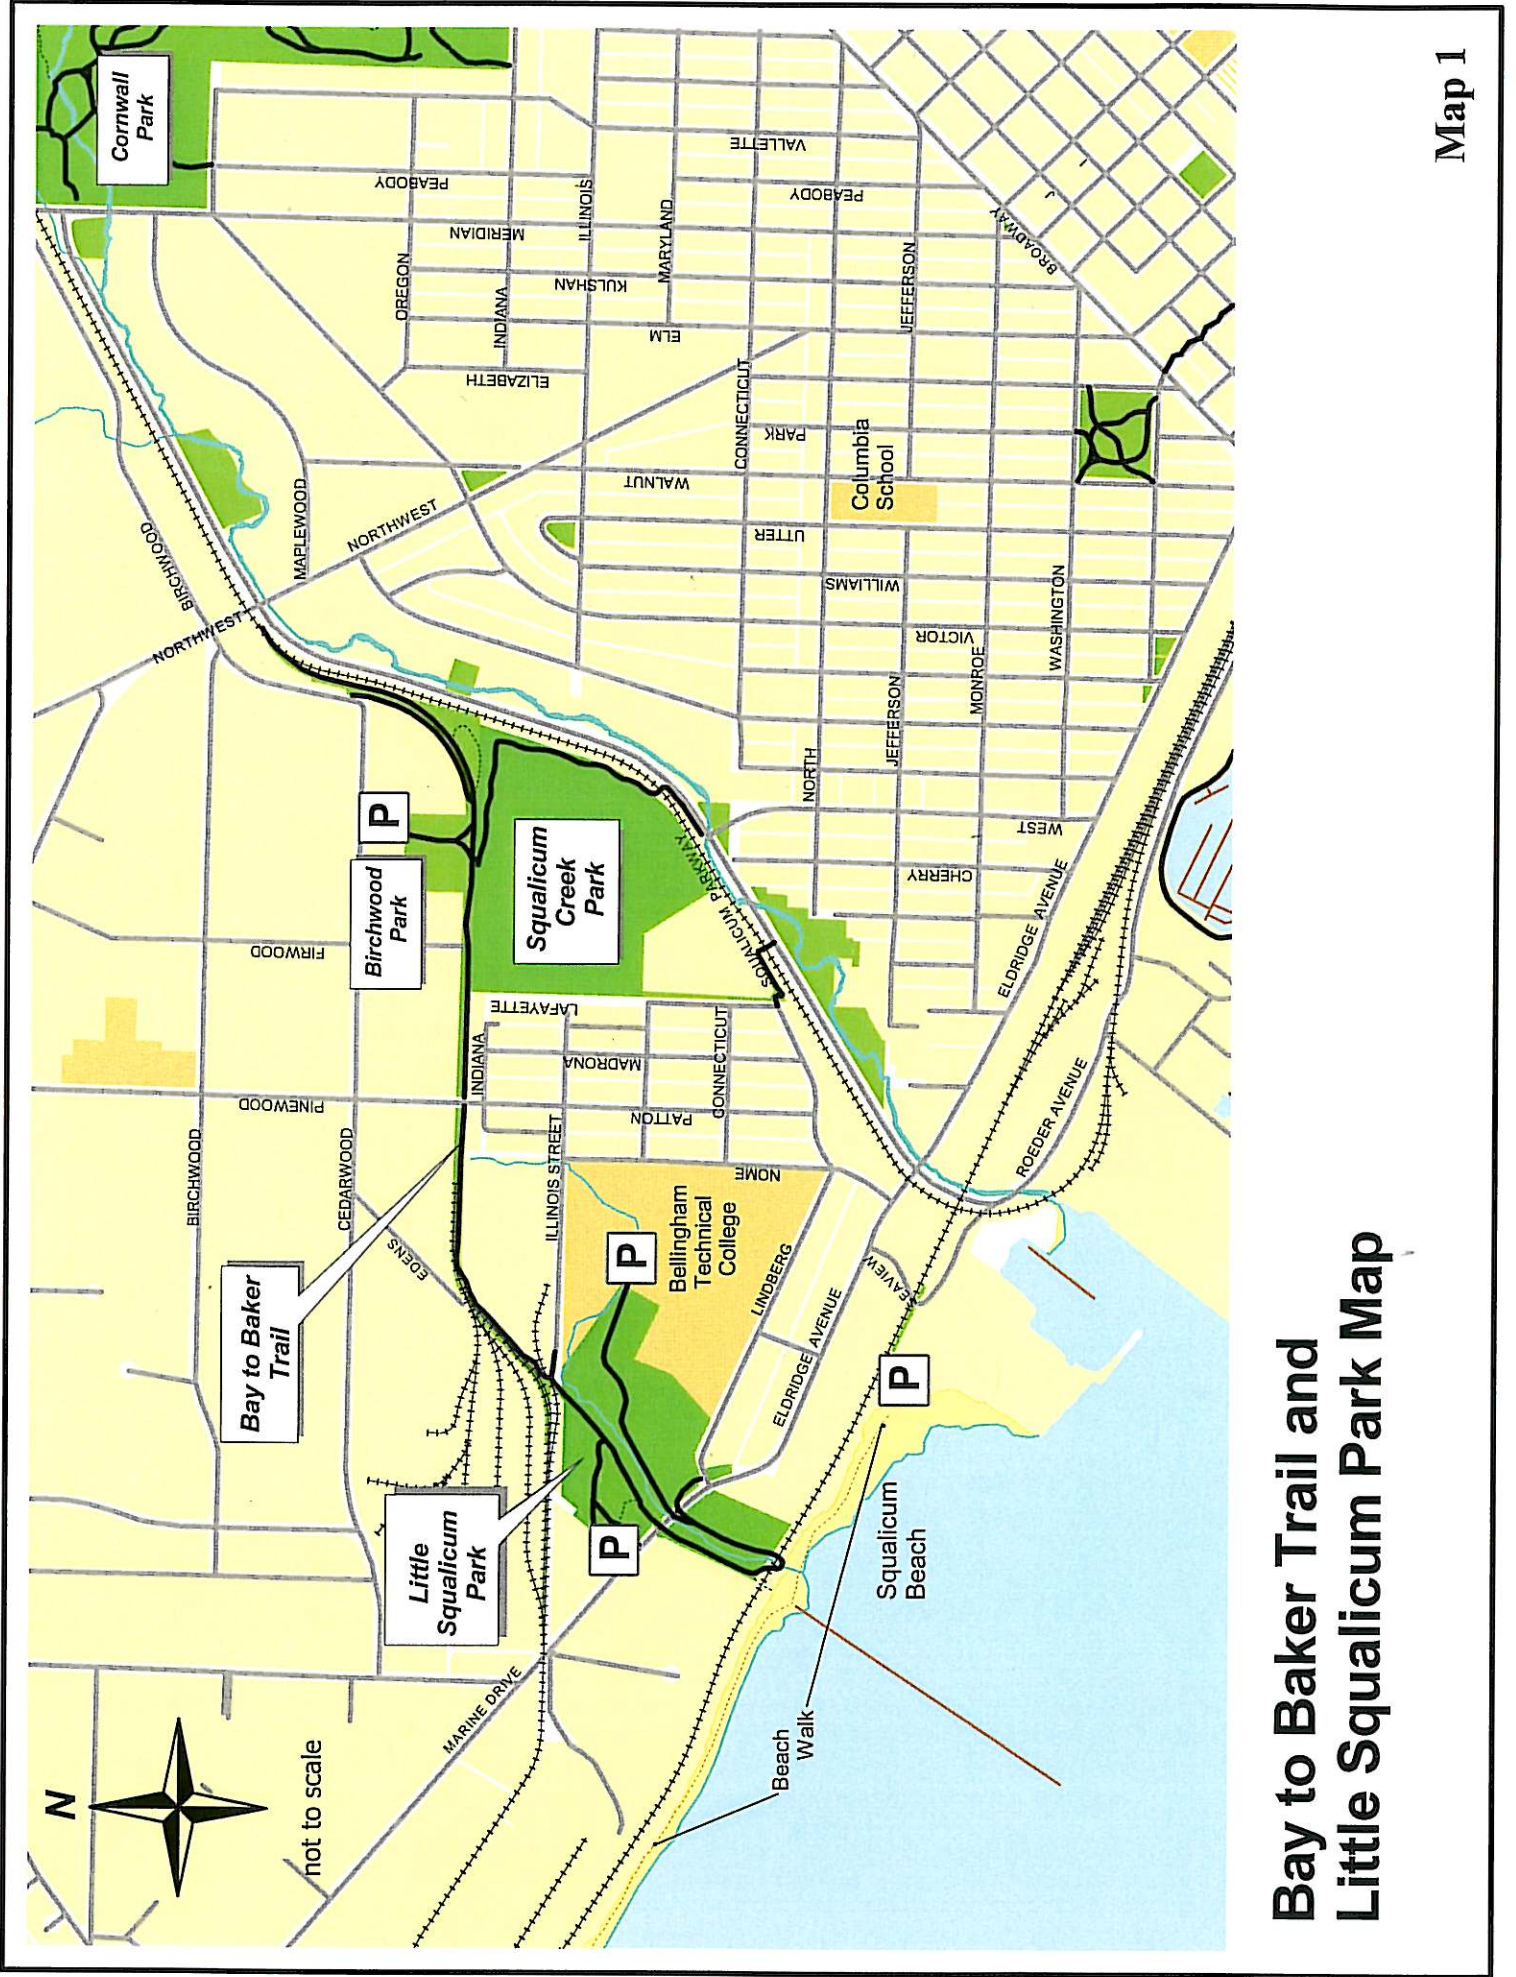 N
not to scale
Cornwall
Park
Birchwood
Park
P
Squalicum
Creek
Park
Bay to Baker
Trail
Little
Squalicum
Park
P
P
P
Bellingham
Technical
College
Columbia
School
Squalicum
Beach
Beach
Walk
MARINE DRIVE
BIRCHWOOD
CEDARWOOD
EDENS
PINEWOOD
FIRWOOD
NORTHWEST
BIRCHWOOD
MAPLEWOOD
NORTHWEST
OREGON
INDIANA
ILLINOIS
MARYLAND
PEABODY
MERIDIAN
KULSHAN
ELM
ELIZABETH
VALLETTE
PEABODY
BROADWAY
JEFFERSON
CONNECTICUT
PARK
WALNUT
UTTER
WILLIAMS
VICTOR
WASHINGTON
MONROE
JEFFERSON
NORTH
WEST
CHERRY
ELDRIDGE AVENUE
SQUALICUM PARKWAY
SQUALICUM
LAFAYETTE
INDIANA
MADRONA
CONNECTICUT
PATTON
ILLINOIS STREET
NOME
LINDBERG
ELDRIDGE AVENUE
SEAVIEW
ROEDER AVENUE
Bay to Baker Trail and
Little Squalicum Park Map
Map 1